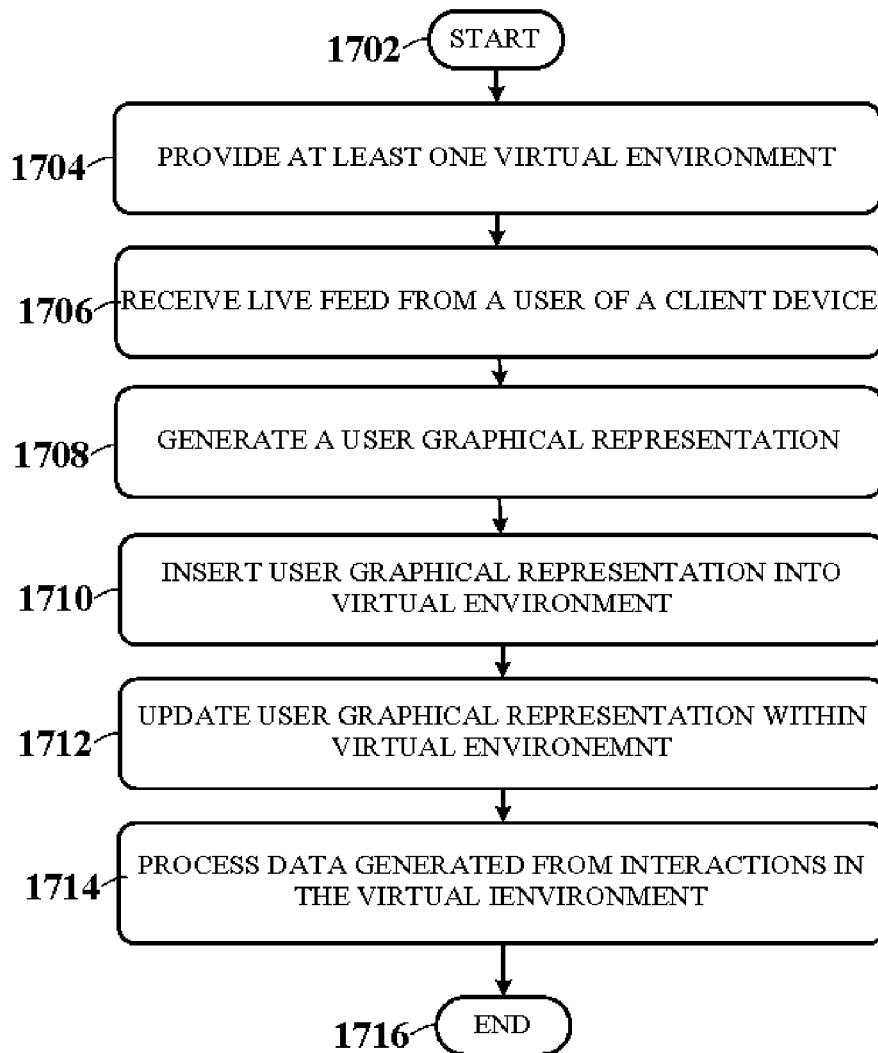 1702 START
1704 PROVIDE AT LEAST ONE VIRTUAL ENVIRONMENT
1706 RECEIVE LIVE FEED FROM A USER OF A CLIENT DEVICE
1708 GENERATE A USER GRAPHICAL REPRESENTATION
INSERT USER GRAPHICAL REPRESENTATION INTO
1710 VIRTUAL ENVIRONMENT
UPDATE USER GRAPHICAL REPRESENTATION WITHIN
1712 VIRTUAL ENVIRONEMNT
PROCESS DATA GENERATED FROM INTERACTIONS IN
1714 THE VIRTUAL IENVIRONMENT
1716 END